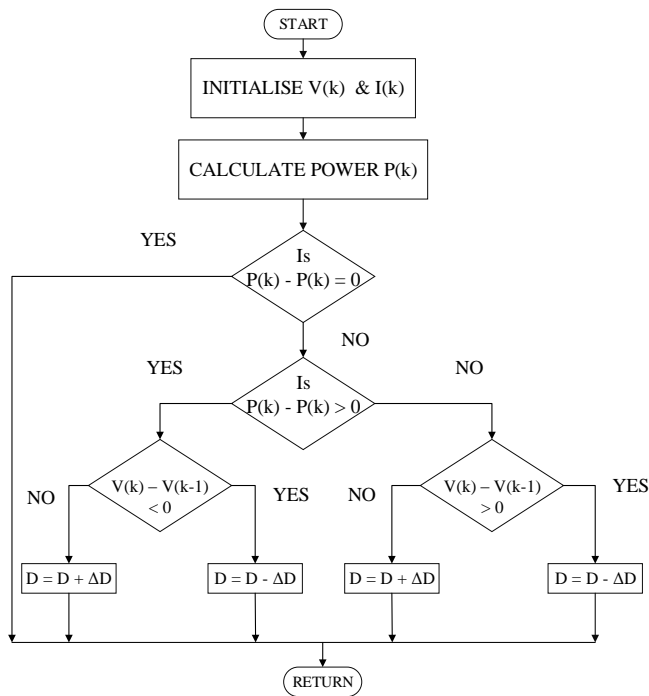 START
INITIALISE V(k) & I(k)
CALCULATE POWER P(k)
YES
Is
P(k) - P(k) = 0
NO
YES
Is
P(k) - P(k) > 0
NO
NO
V(k) – V(k-1)
< 0
YES
NO
V(k) – V(k-1)
> 0
YES
D = D + ΔD
D = D - ΔD
D = D + ΔD
D = D - ΔD
RETURN